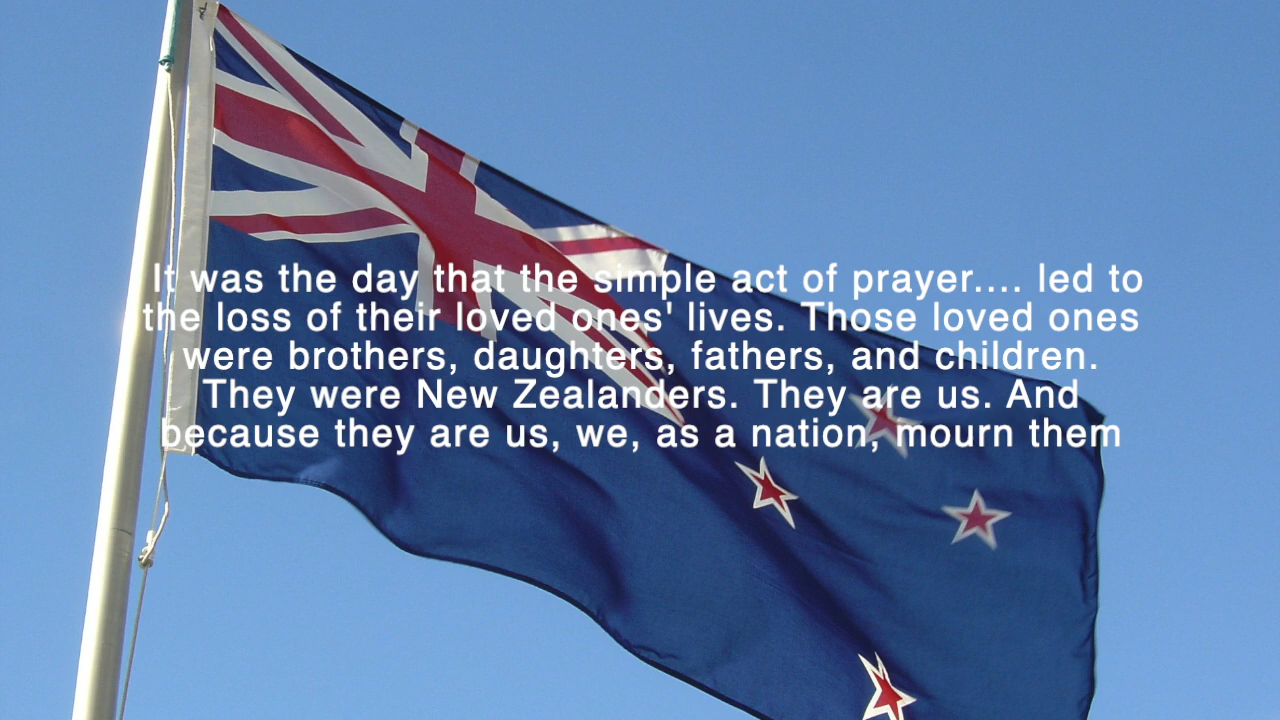 It was the day that the simple act of prayer.... led to
the loss of their loved ones' lives. Those loved ones
were brothers, daughters, fathers, and children.
They were New Zealanders. They are us. And
because they are us, we, as a nation, mourn them